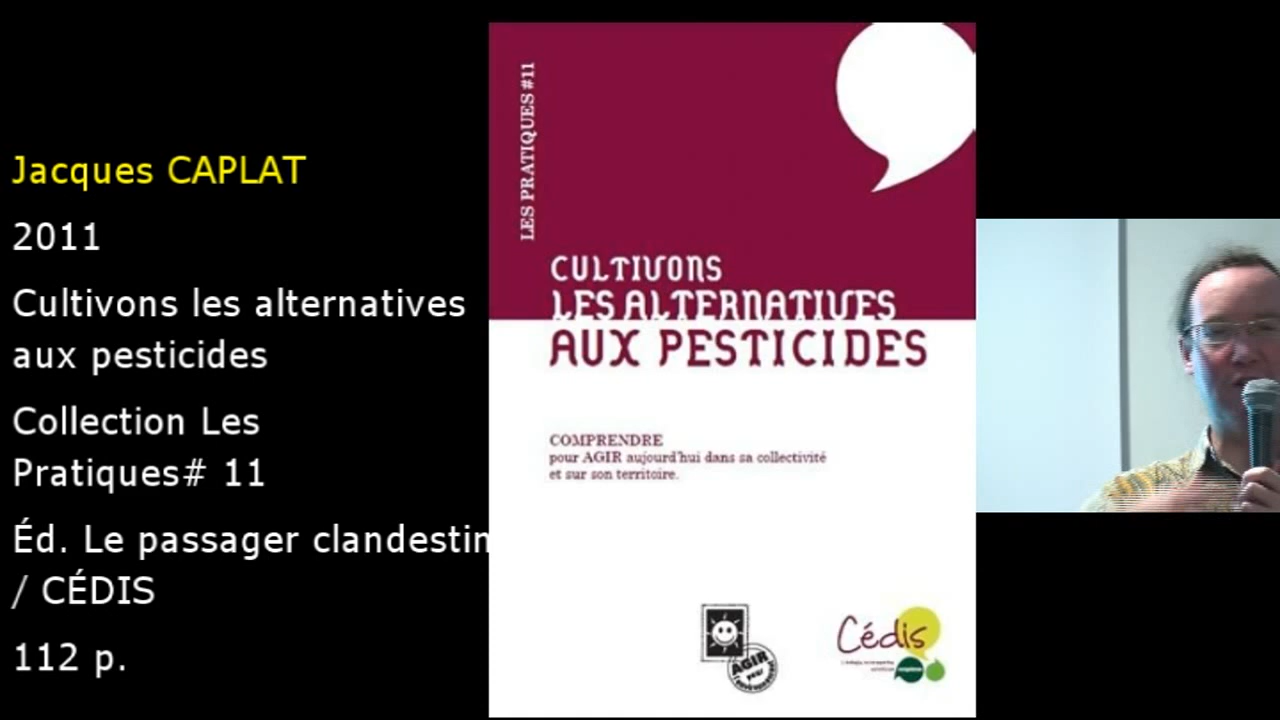 Jacques CAPLAT
2011
Cultivons les alternatives
aux pesticides
Collection Les
Pratiques# 11
Éd. Le passager clandestin
/ CÉDIS
112 p.
LES PRATIQUES #11
CULTIVONS
LES ALTERNATIVES
AUX PESTICIDES
COMPRENDRE
pour AGIR aujourd'hui dans sa collectivité
et sur son territoire.
AGIR
pour
Cédis